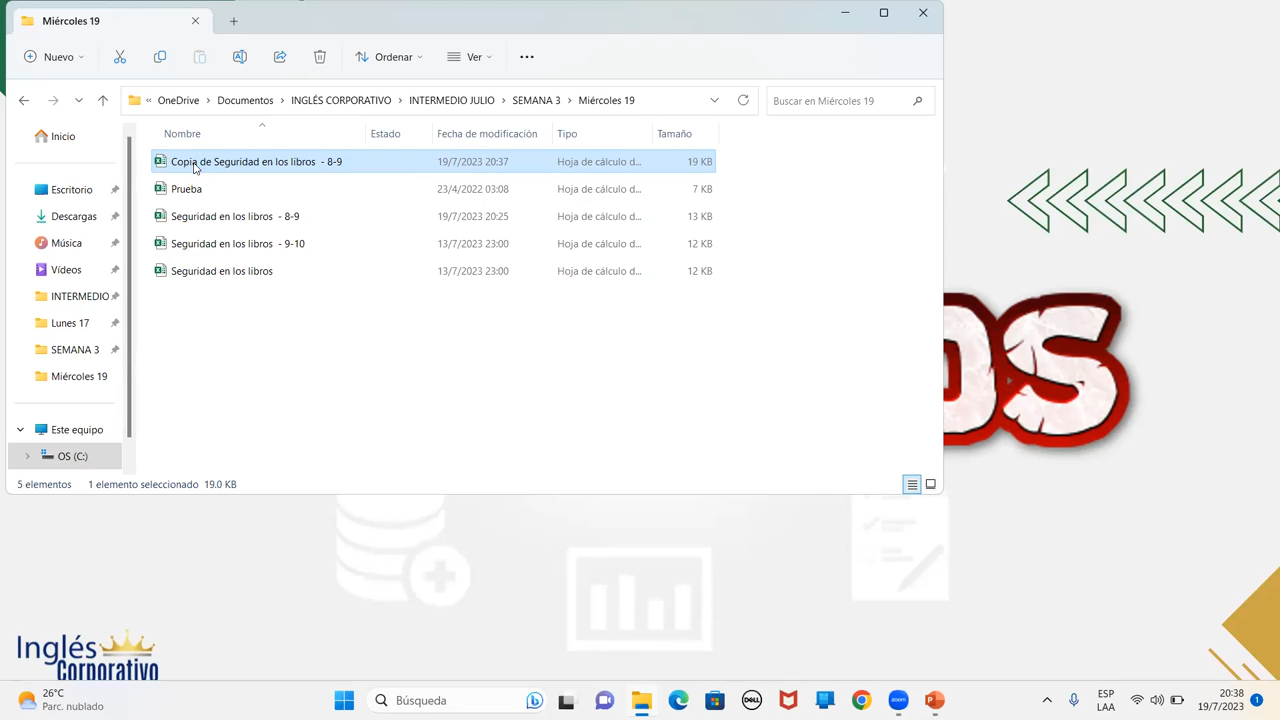 Miércoles 19
Nuevo
Ordenar
Ver
« OneDrive > Documentos > INGLÉS CORPORATIVO > INTERMEDIO JULIO > SEMANA 3 > Miércoles 19
Buscar en Miércoles 19
Nombre Estado Fecha de modificación Tipo Tamaño
Copia de Seguridad en los libros - 8-9 19/7/2023 20:37 Hoja de cálculo d... 19 KB
Prueba 23/4/2022 03:08 Hoja de cálculo d... 7 KB
Seguridad en los libros - 8-9 19/7/2023 20:25 Hoja de cálculo d... 13 KB
Seguridad en los libros - 9-10 13/7/2023 23:00 Hoja de cálculo d... 12 KB
Seguridad en los libros 13/7/2023 23:00 Hoja de cálculo d... 12 KB
Inicio
Escritorio
Descargas
Música
Vídeos
INTERMEDIO
Lunes 17
SEMANA 3
Miércoles 19
Este equipo
OS (C:)
5 elementos 1 elemento seleccionado 19.0 KB
OS
Inglés
Corporativo
26°C
Parc. nublado
Búsqueda
DELL
zoom
ESP
LAA
20:38
19/7/2023
1